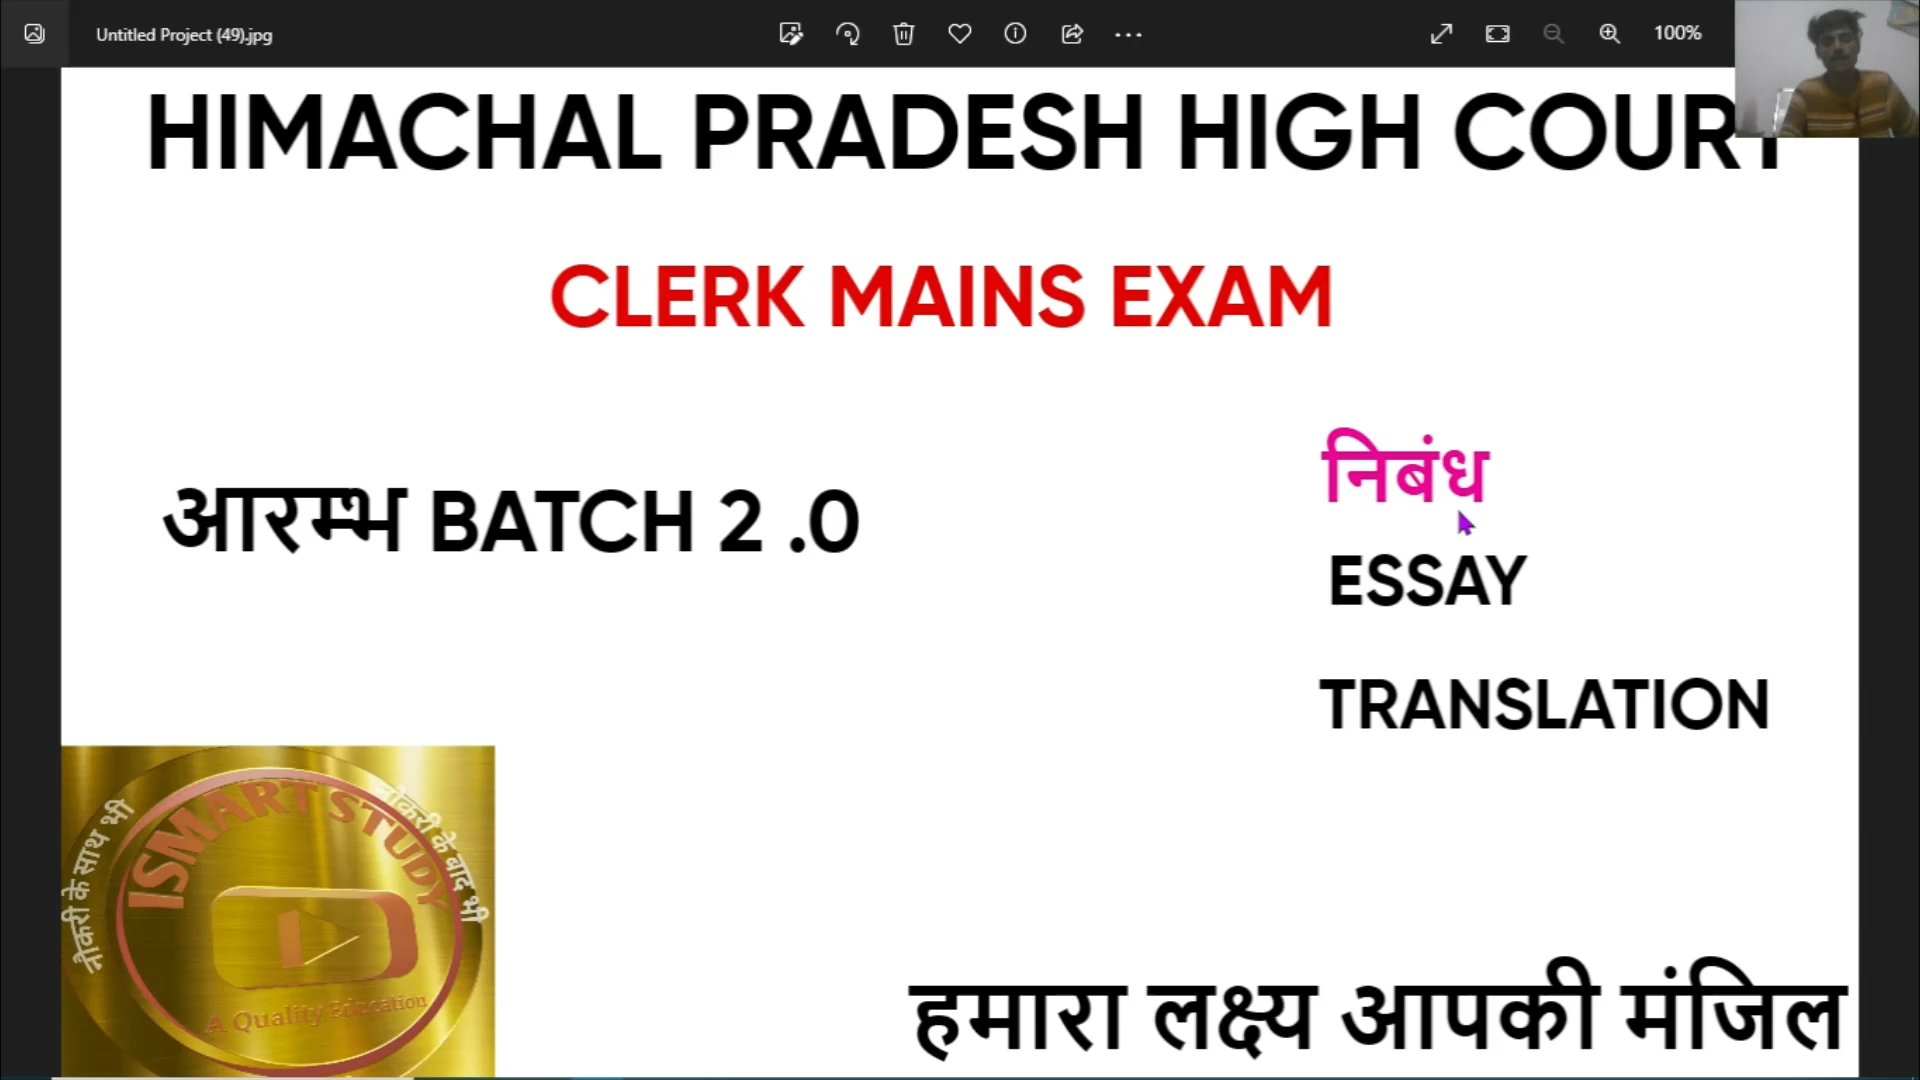 Untitled Project (49).jpg
100%
HIMACHAL PRADESH HIGH COURT
CLERK MAINS EXAM
निबंध
आरम्भ BATCH 2 .0
ESSAY
TRANSLATION
नौकरी के साथ भी
ISMART STUDY
नौकरी के बाद भी
A Quality Education
हमारा लक्ष्य आपकी मंजिल